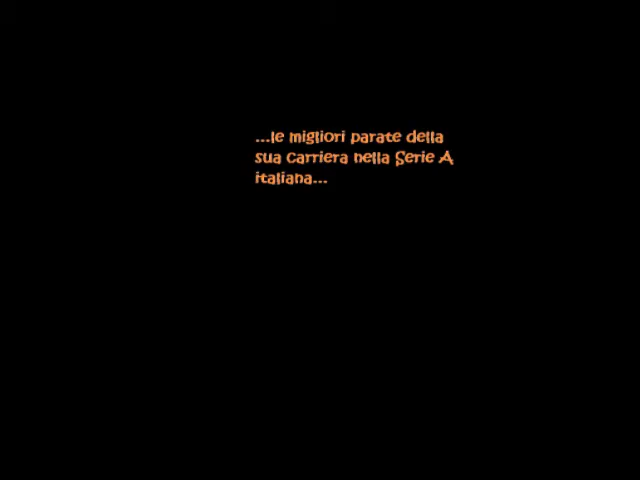 ...le migliori parate della
sua carriera nella Serie A
italiana...